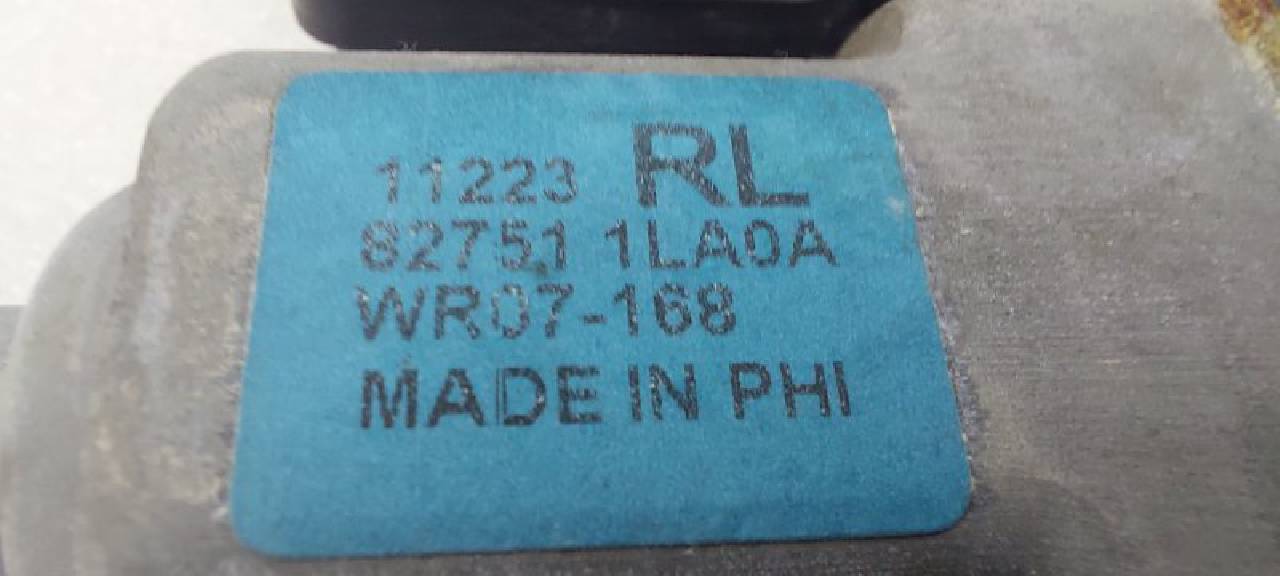 11223 RL
82751 1LA0A
WR07-168
MADE IN PHI